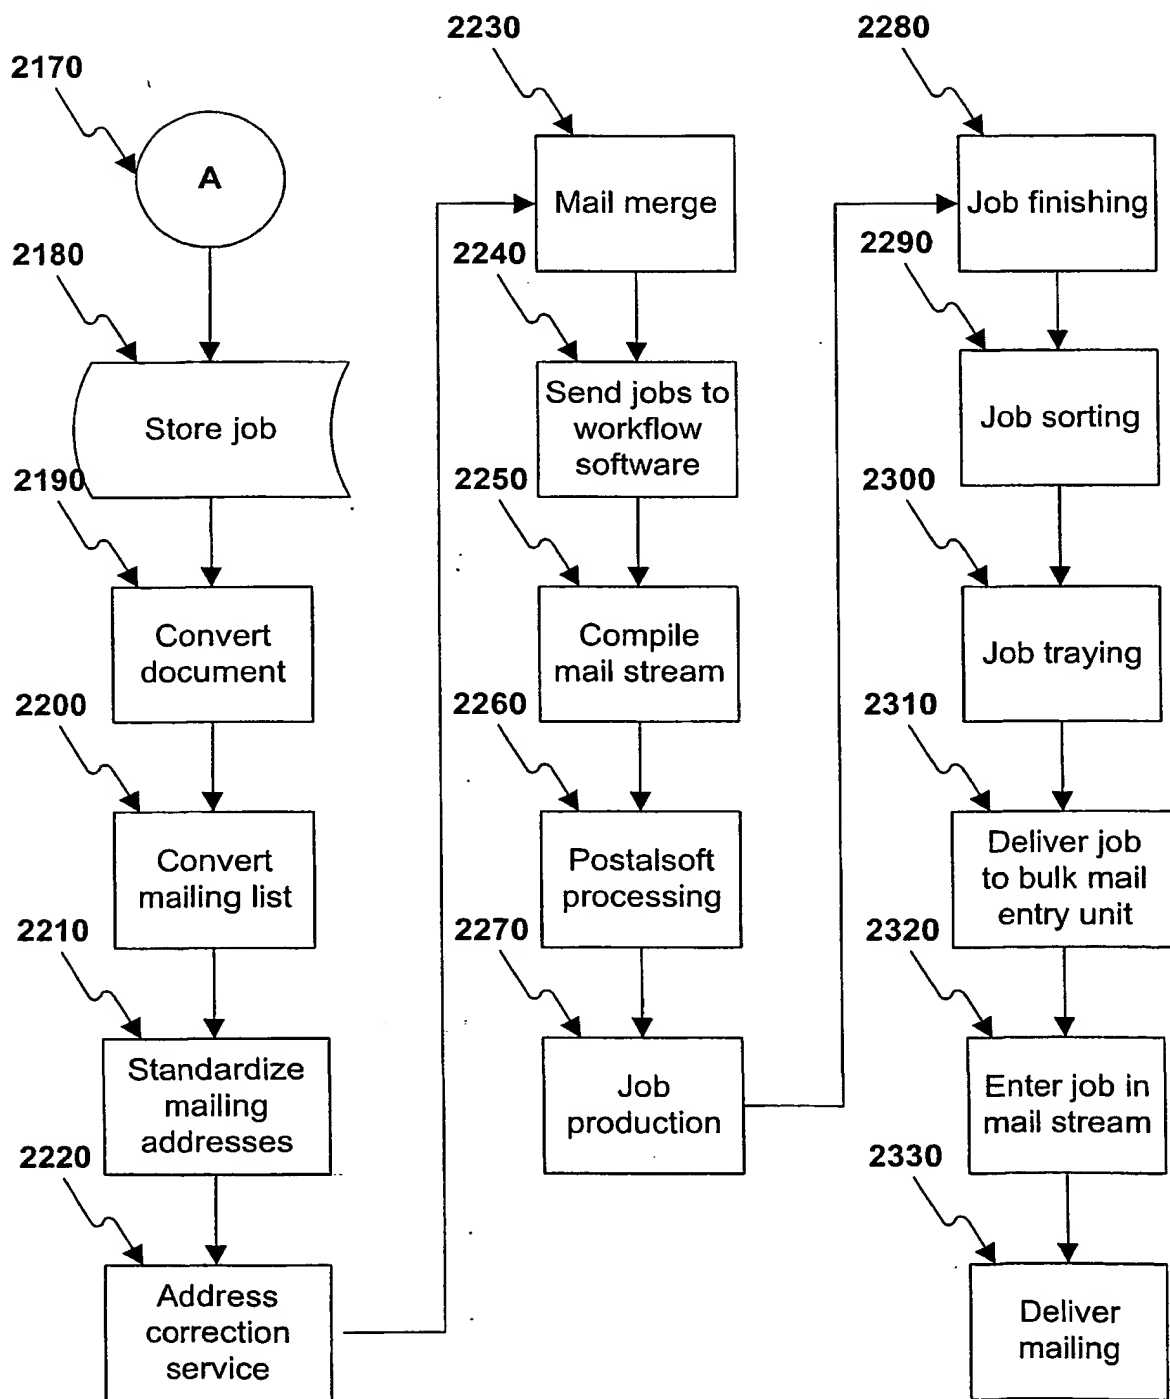 2170
A
2180
Store job
2190
Convert
document
2200
Convert
mailing list
2210
Standardize
mailing
addresses
2220
Address
correction
service
2230
Mail merge
2240
Send jobs to
workflow
software
2250
Compile
mail stream
2260
Postalsoft
processing
2270
Job
production
2280
Job finishing
2290
Job sorting
2300
Job traying
2310
Deliver job
to bulk mail
entry unit
2320
Enter job in
mail stream
2330
Deliver
mailing